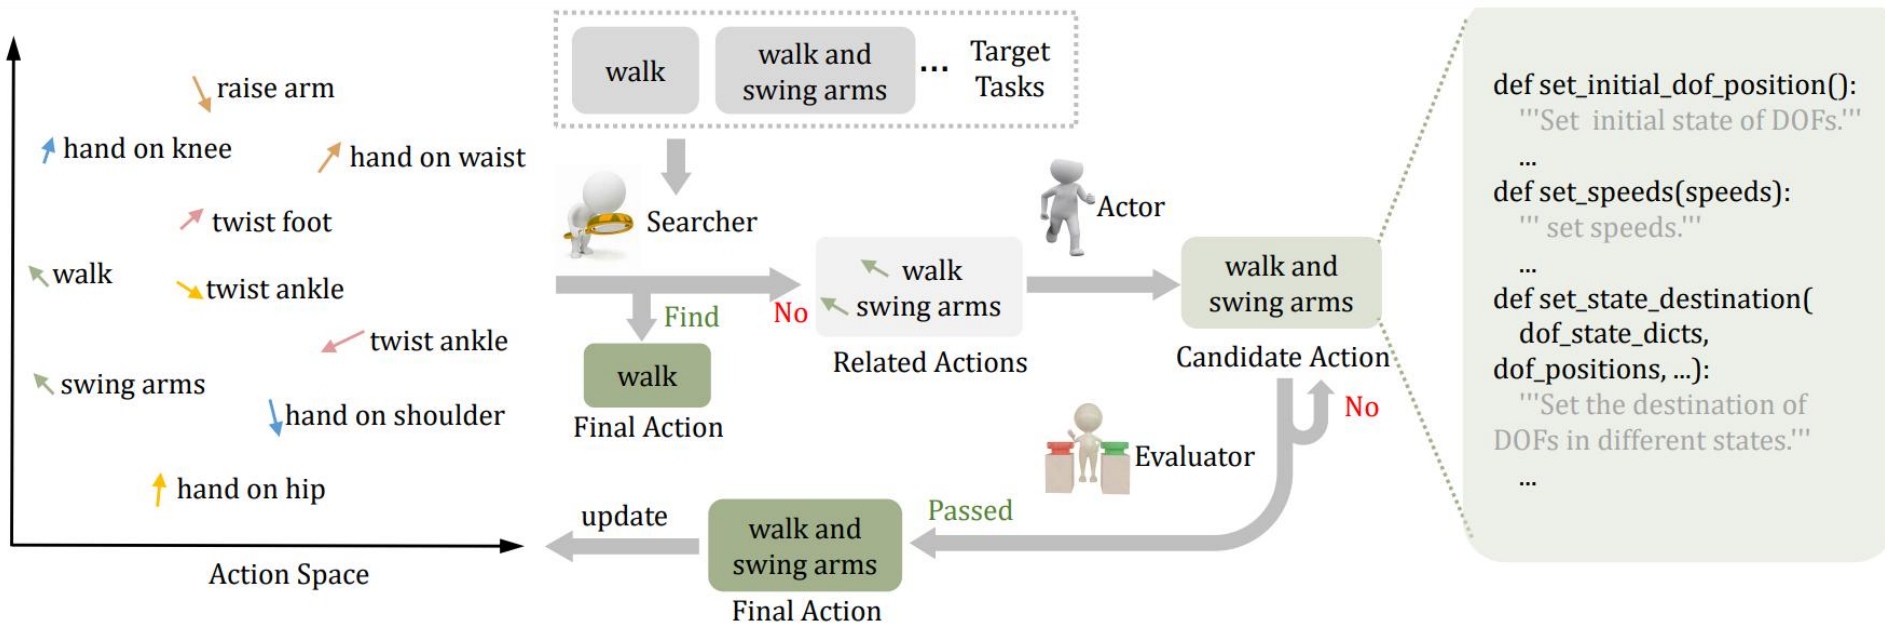 raise arm
hand on knee
hand on waist
twist foot
walk
twist ankle
twist ankle
swing arms
hand on shoulder
hand on hip
Action Space
walk
walk and
swing arms
...
Target
Tasks
Searcher
Find
No
walk
Final Action
walk
swing arms
Related Actions
Actor
walk and
swing arms
Candidate Action
No
Evaluator
Passed
walk and
swing arms
Final Action
update
def set_initial_dof_position():
'''Set initial state of DOFs.'''
...
def set_speeds(speeds):
''' set speeds.'''
...
def set_state_destination(
dof_state_dicts,
dof_positions, ...):
'''Set the destination of
DOFs in different states.'''
...